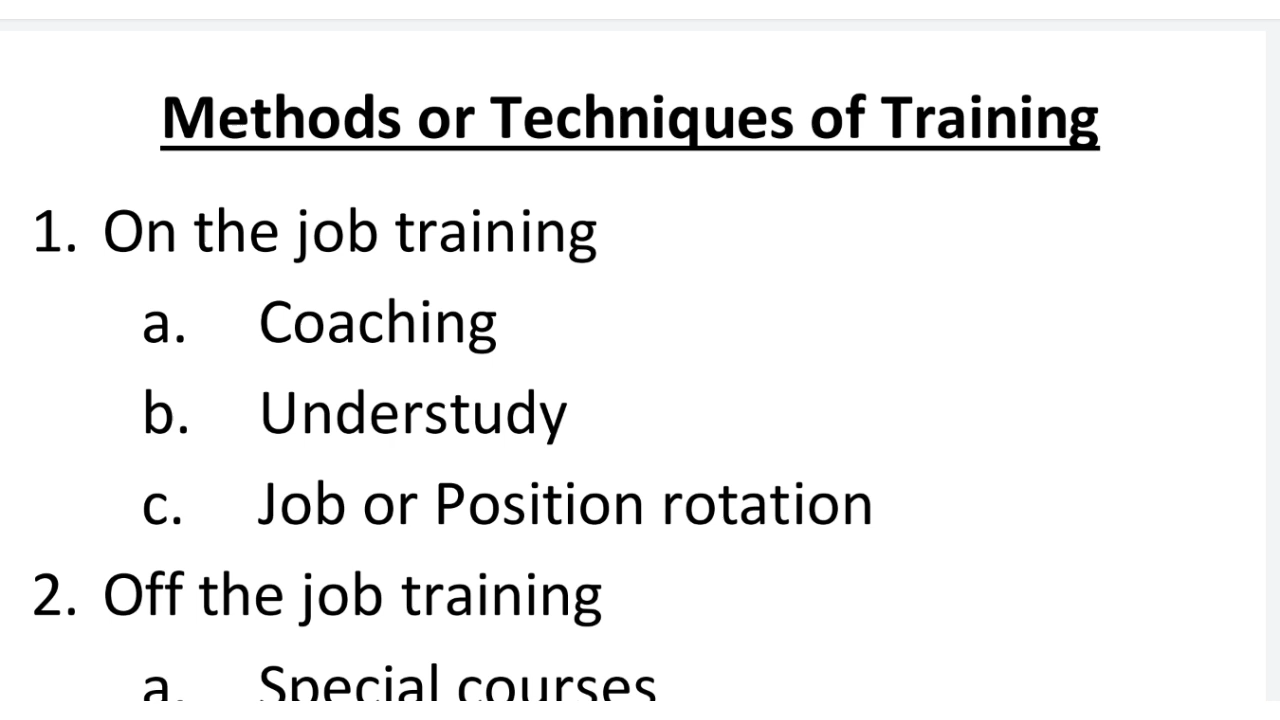 Methods or Techniques of Training
1. On the job training
a. Coaching
b. Understudy
c. Job or Position rotation
2. Off the job training
a. Special courses